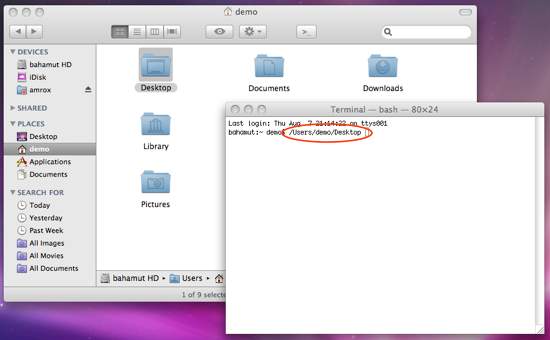 demo
>_
DEVICES
bahamut HD
iDisk
amrox
SHARED
PLACES
Desktop
demo
Applications
Documents
SEARCH FOR
Today
Yesterday
Past Week
All Images
All Movies
All Documents
Desktop
Documents
Downloads
Library
Pictures
bahamut HD ▸ Users ▸
1 of 9 selecte
Terminal — bash — 80×24
Last login: Thu Aug  7 21:14:22 on ttys001
bahamut:~ demo$ /Users/demo/Desktop